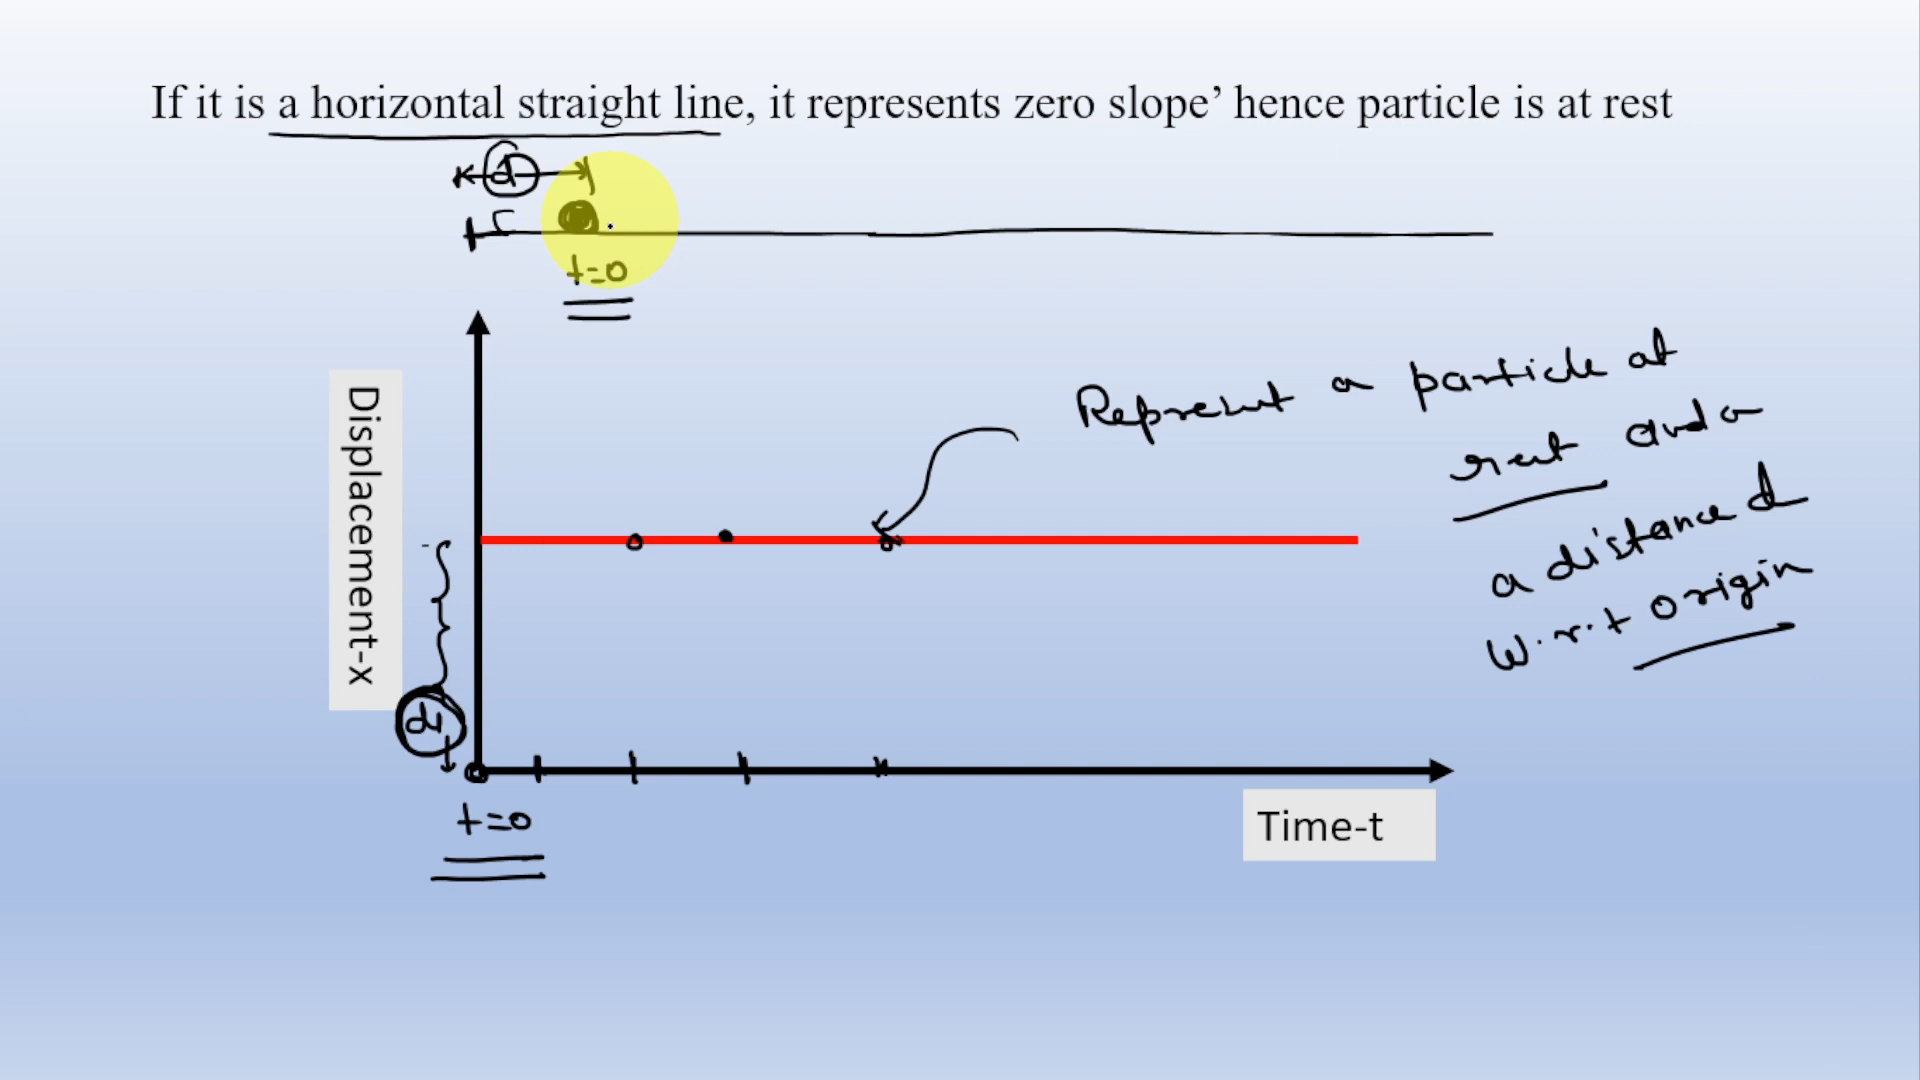 If it is a horizontal straight line, it represents zero slope’ hence particle is at rest
d
t=0
Displacement-x
Represent a particle at
rest and a
a distance d
w.r.t origin
d
t=0
Time-t